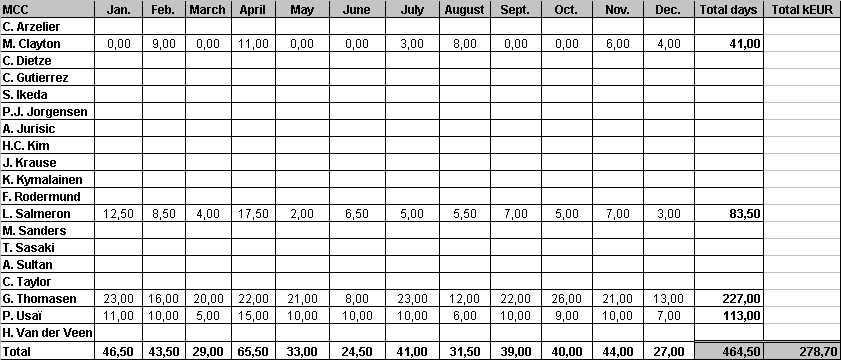 MCC Jan. Feb. March April May June July August Sept. Oct. Nov. Dec. Total days Total kEUR
C. Arzelier
M. Clayton 0,00 9,00 0,00 11,00 0,00 0,00 3,00 8,00 0,00 0,00 6,00 4,00 41,00
C. Dietze
C. Gutierrez
S. Ikeda
P.J. Jorgensen
A. Jurisic
H.C. Kim
J. Krause
K. Kymalainen
F. Rodermund
L. Salmeron 12,50 8,50 4,00 17,50 2,00 6,50 5,00 5,50 7,00 5,00 7,00 3,00 83,50
M. Sanders
T. Sasaki
A. Sultan
C. Taylor
G. Thomasen 23,00 16,00 20,00 22,00 21,00 8,00 23,00 12,00 22,00 26,00 21,00 13,00 227,00
P. Usaï 11,00 10,00 5,00 15,00 10,00 10,00 10,00 6,00 10,00 9,00 10,00 7,00 113,00
H. Van der Veen
Total 46,50 43,50 29,00 65,50 33,00 24,50 41,00 31,50 39,00 40,00 44,00 27,00 464,50 278,70